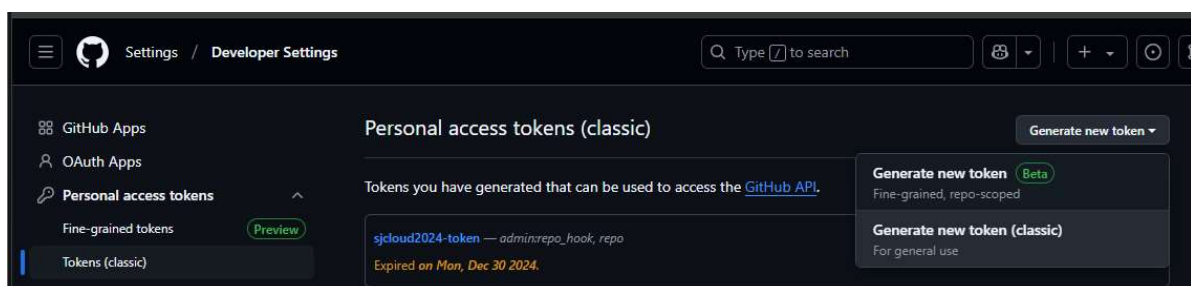 Settings / Developer Settings
Type / to search
GitHub Apps
OAuth Apps
Personal access tokens
Fine-grained tokens Preview
Tokens (classic)
Personal access tokens (classic)
Generate new token
Tokens you have generated that can be used to access the GitHub API.
sjcloud2024-token — admin:repo_hook, repo
Expired on Mon, Dec 30 2024.
Generate new token Beta
Fine-grained, repo-scoped
Generate new token (classic)
For general use